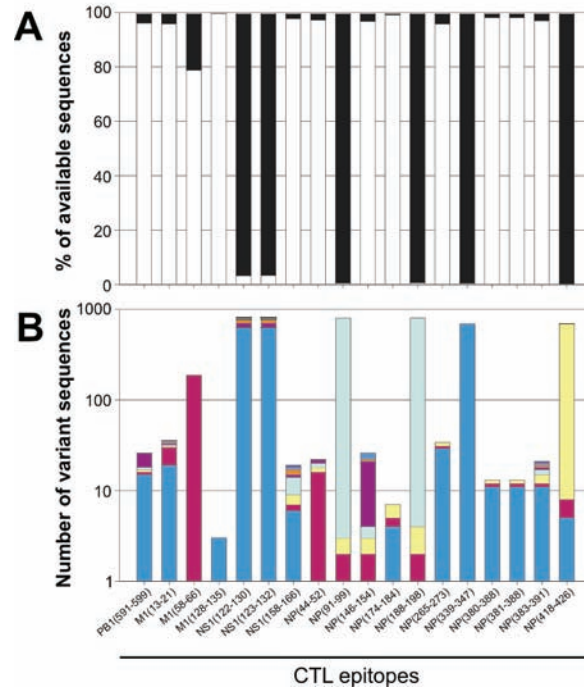 A
% of available sequences
100
80
60
40
20
0
B
Number of variant sequences
1000
100
10
1
PB1(591-599)
M1(13-21)
M1(58-66)
M1(128-135)
NS1(122-130)
NS1(123-132)
NS1(158-166)
NP(44-52)
NP(91-99)
NP(146-154)
NP(174-184)
NP(188-198)
NP(265-273)
NP(339-347)
NP(380-388)
NP(381-388)
NP(383-391)
NP(418-426)
CTL epitopes